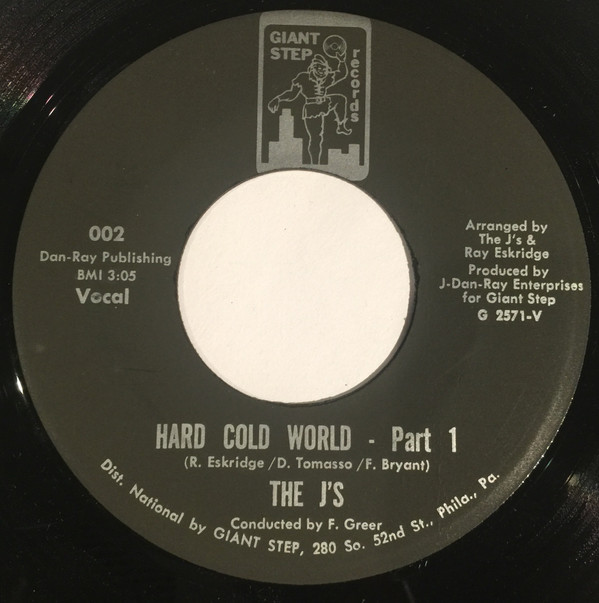 GIANT
STEP
records
002
Dan-Ray Publishing
BMI 3:05
Vocal
Arranged by
The J's &
Ray Eskridge
Produced by
J-Dan-Ray Enterprises
for Giant Step
G 2571-V
HARD COLD WORLD - Part 1
(R. Eskridge /D. Tomasso /F. Bryant)
THE J'S
Conducted by F. Greer
Dist. National by GIANT STEP, 280 So. 52nd St., Phila., Pa.